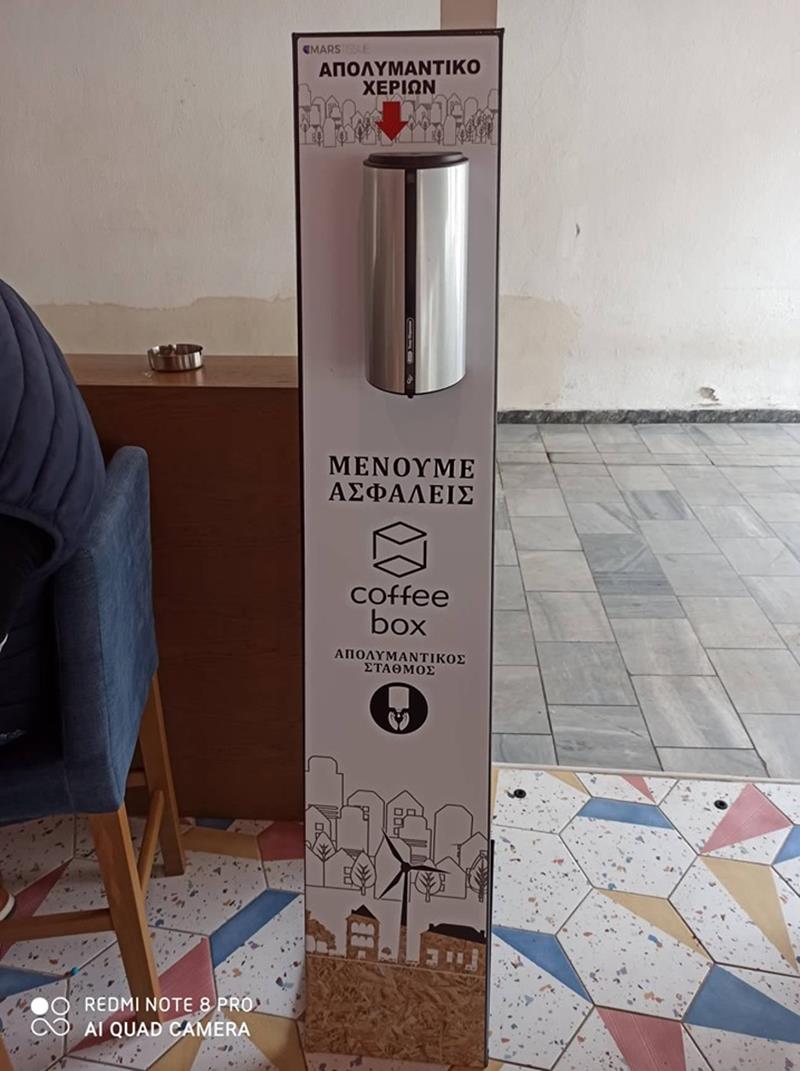 MARS TISSUE
ΑΠΟΛΥΜΑΝΤΙΚΟ
ΧΕΡΙΩΝ
ΜΕΝΟΥΜΕ
ΑΣΦΑΛΕΙΣ
coffee
box
ΑΠΟΛΥΜΑΝΤΙΚΟΣ
ΣΤΑΘΜΟΣ
REDMI NOTE 8 PRO
AI QUAD CAMERA